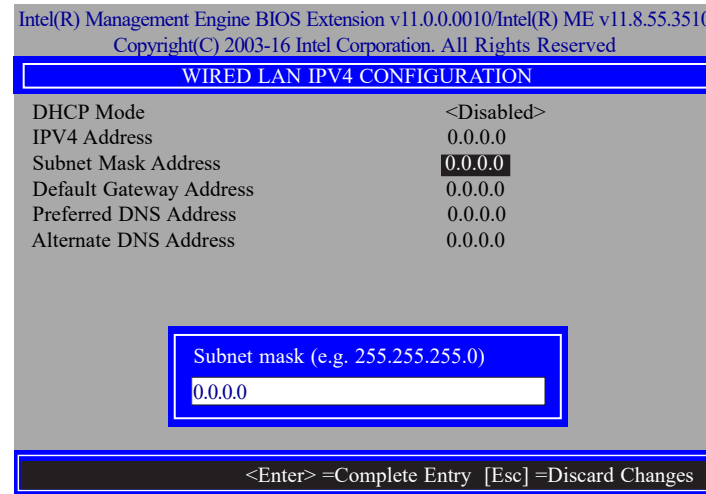 Intel(R) Management Engine BIOS Extension v11.0.0.0010/Intel(R) ME v11.8.55.3510
Copyright(C) 2003-16 Intel Corporation. All Rights Reserved
WIRED LAN IPV4 CONFIGURATION
DHCP Mode <Disabled>
IPV4 Address 0.0.0.0
Subnet Mask Address 0.0.0.0
Default Gateway Address 0.0.0.0
Preferred DNS Address 0.0.0.0
Alternate DNS Address 0.0.0.0
Subnet mask (e.g. 255.255.255.0)
0.0.0.0
<Enter> =Complete Entry [Esc] =Discard Changes